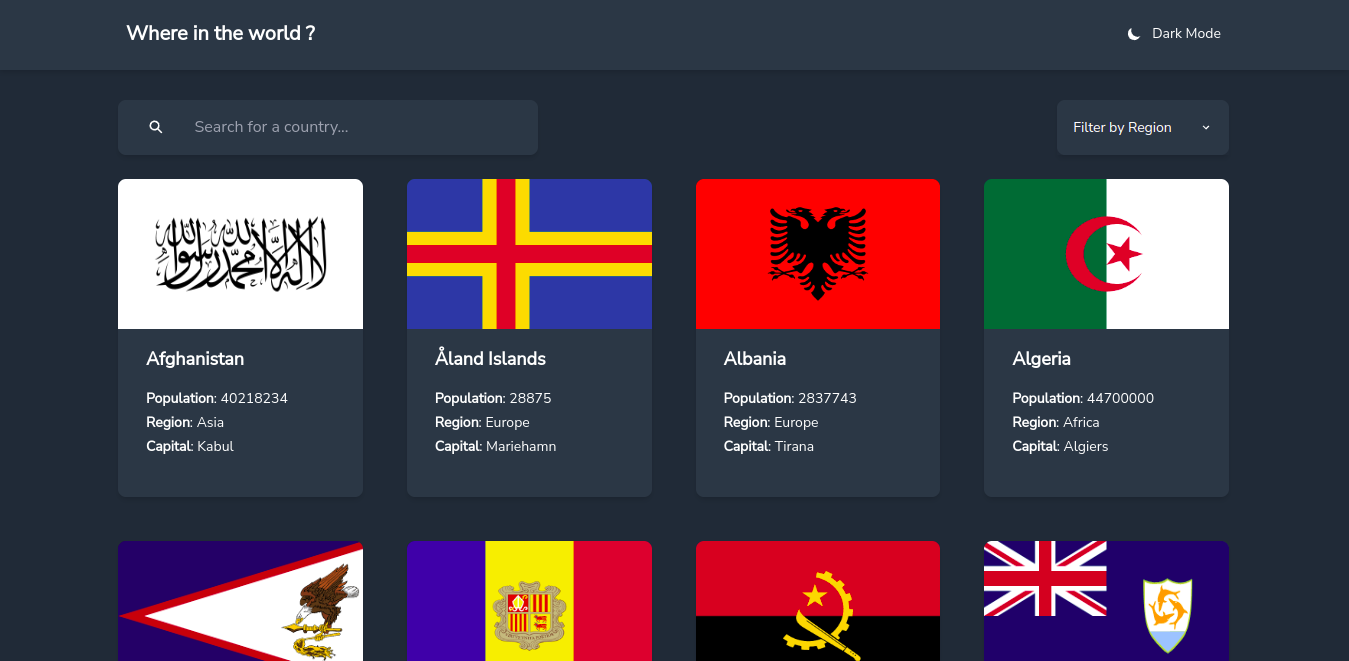 Where in the world ?
Dark Mode
Search for a country...
Filter by Region
لا إله إلا الله محمد رسول الله
Afghanistan
Population: 40218234
Region: Asia
Capital: Kabul
Åland Islands
Population: 28875
Region: Europe
Capital: Mariehamn
Albania
Population: 2837743
Region: Europe
Capital: Tirana
Algeria
Population: 44700000
Region: Africa
Capital: Algiers